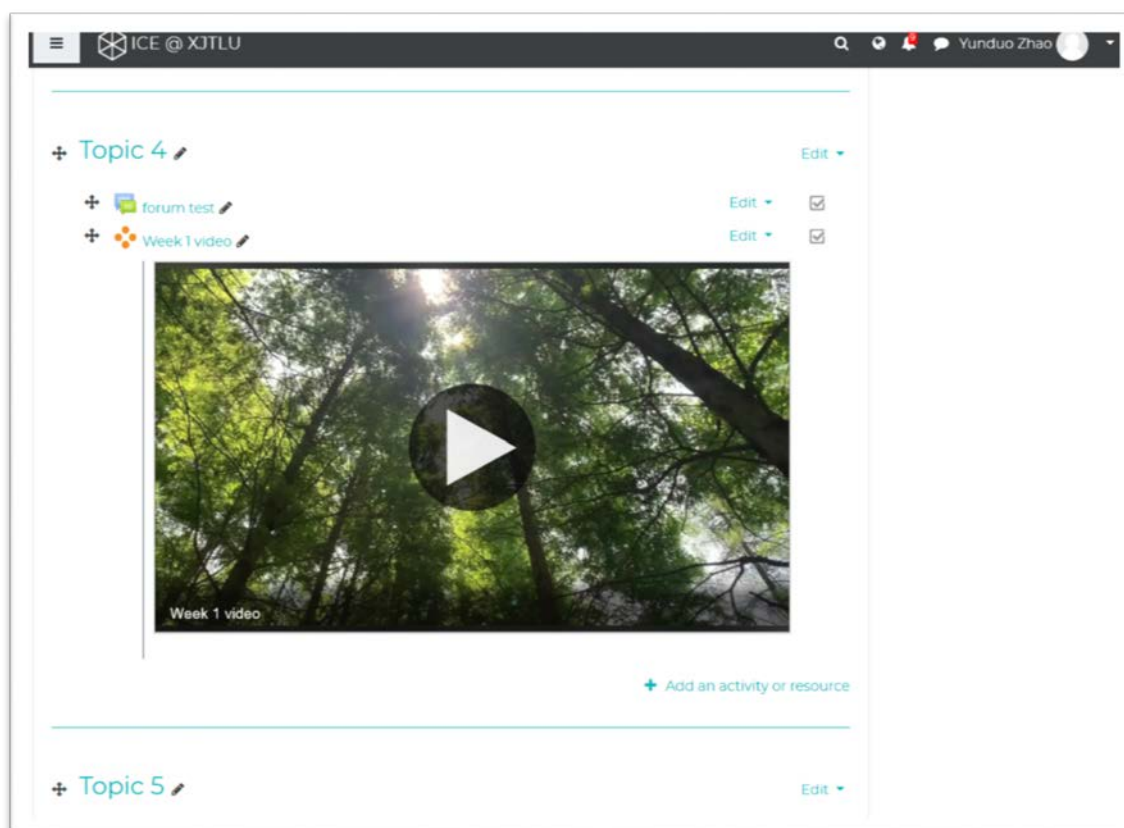 ICE @ XJTLU Yunduo Zhao
Topic 4 Edit
forum test Edit
Week 1 video Edit
Week 1 video
Add an activity or resource
Topic 5 Edit